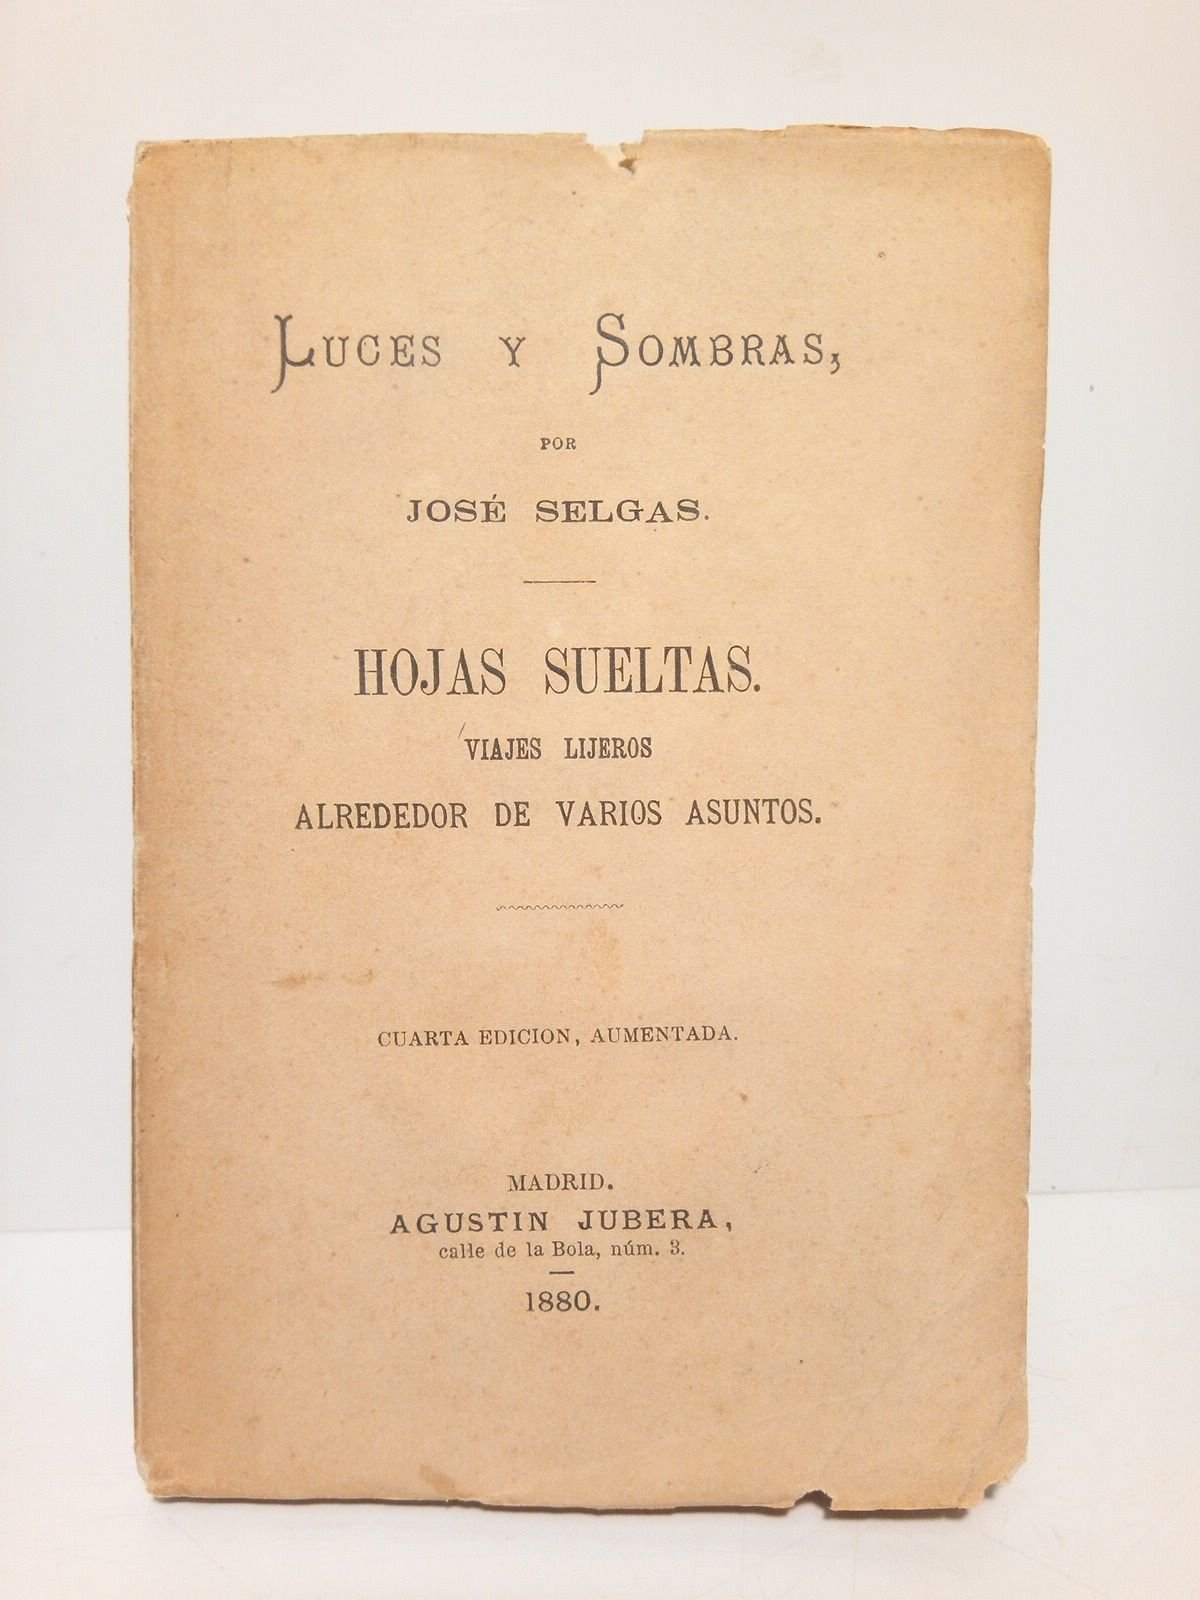 LUCES Y SOMBRAS,
POR
JOSÉ SELGAS.
HOJAS SUELTAS.
VIAJES LIJEROS
ALREDEDOR DE VARIOS ASUNTOS.
CUARTA EDICION, AUMENTADA.
MADRID.
AGUSTIN JUBERA,
calle de la Bola, núm. 3.
1880.